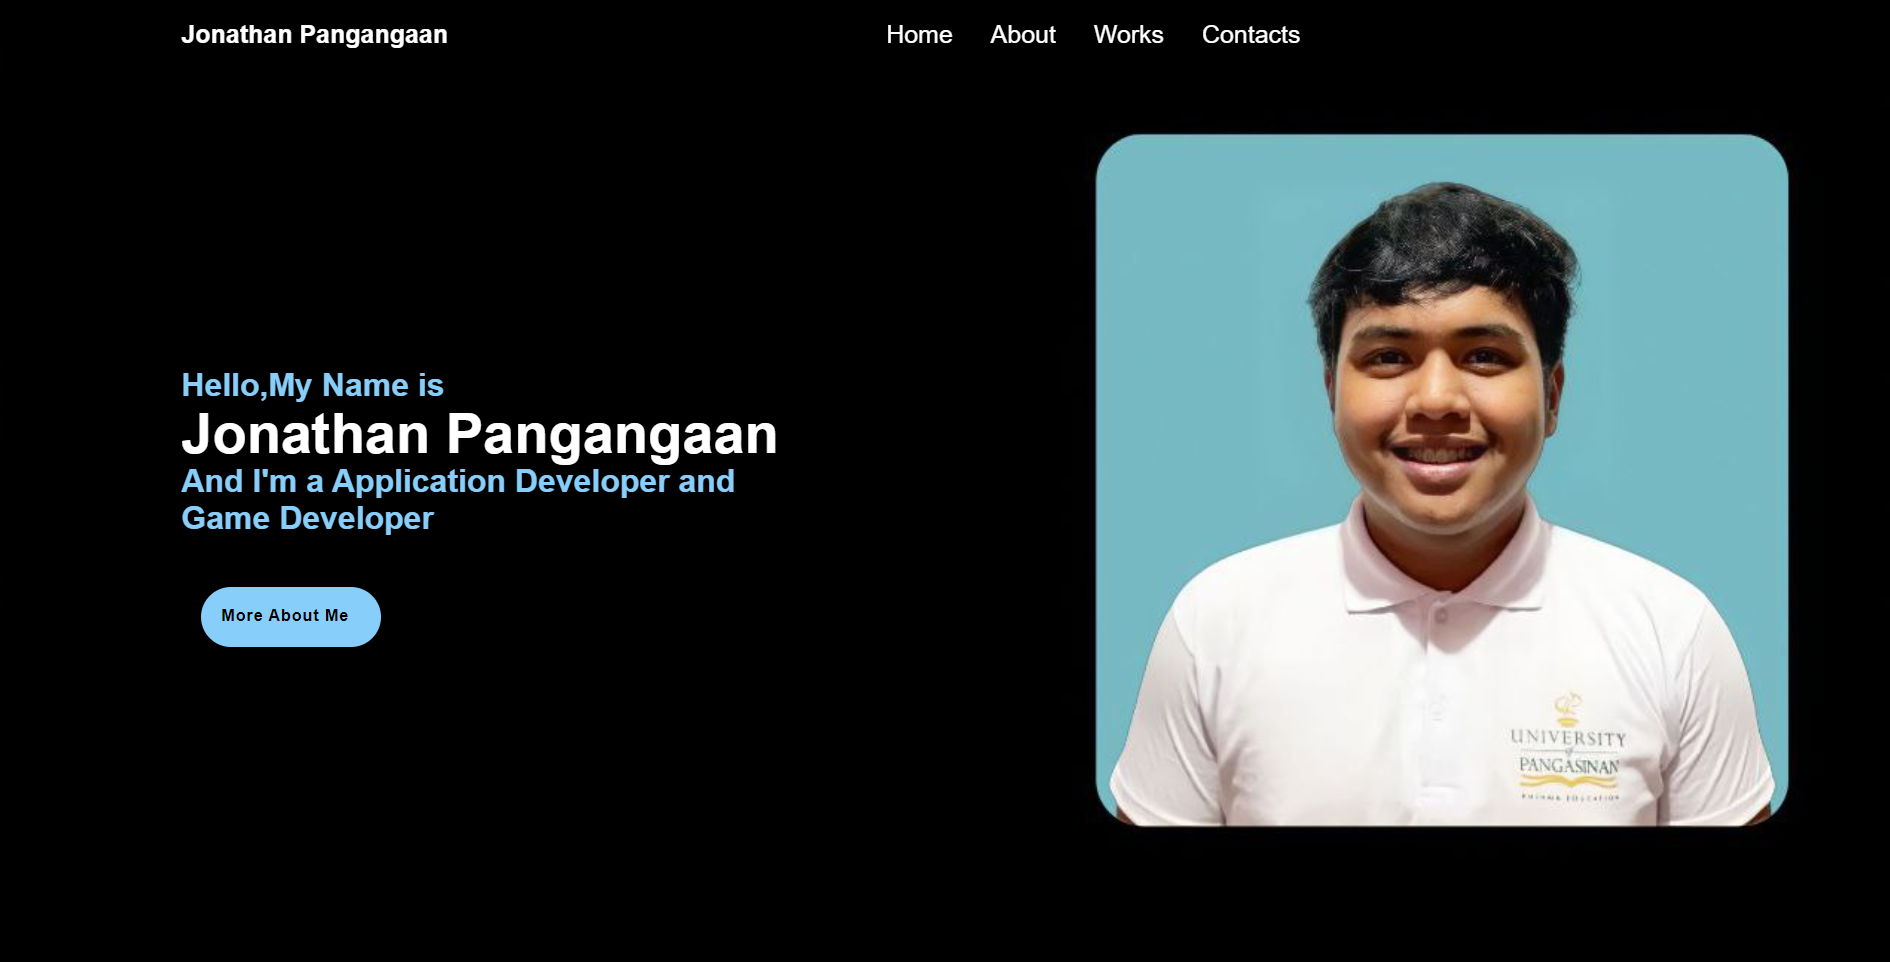 Jonathan Pangangaan
Home About Works Contacts
Hello,My Name is
Jonathan Pangangaan
And I'm a Application Developer and
Game Developer
More About Me
UNIVERSITY
of
PANGASINAN